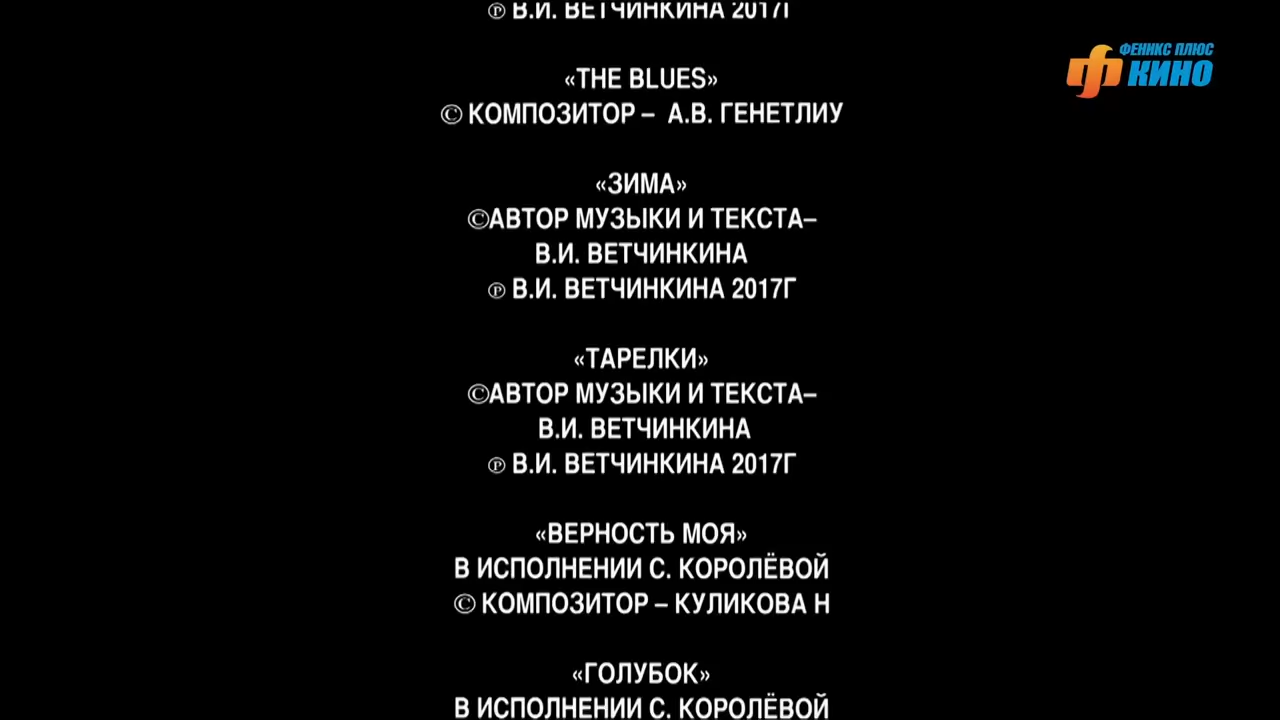 ℗ В.И. ВЕТЧИНКИНА 2017Г
ФЕНИКС ПЛЮС
КИНО
«THE BLUES»
© КОМПОЗИТОР – А.В. ГЕНЕТЛИУ
«ЗИМА»
©АВТОР МУЗЫКИ И ТЕКСТА–
В.И. ВЕТЧИНКИНА
℗ В.И. ВЕТЧИНКИНА 2017Г
«ТАРЕЛКИ»
©АВТОР МУЗЫКИ И ТЕКСТА–
В.И. ВЕТЧИНКИНА
℗ В.И. ВЕТЧИНКИНА 2017Г
«ВЕРНОСТЬ МОЯ»
В ИСПОЛНЕНИИ С. КОРОЛЁВОЙ
© КОМПОЗИТОР – КУЛИКОВА Н
«ГОЛУБОК»
В ИСПОЛНЕНИИ С. КОРОЛЁВОЙ